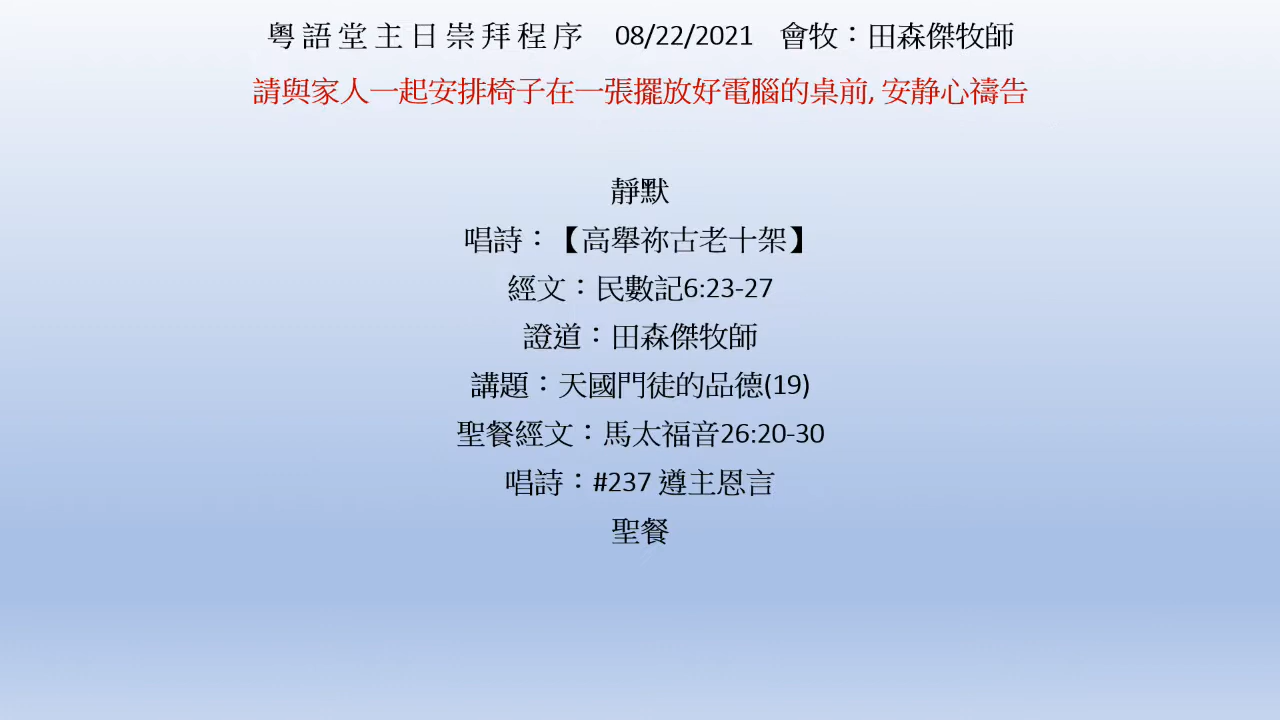 粵語堂主日崇拜程序 08/22/2021 會牧：田森傑牧師
請與家人一起安排椅子在一張擺放好電腦的桌前, 安靜心禱告
靜默
唱詩：【高舉祢古老十架】
經文：民數記6:23-27
證道：田森傑牧師
講題：天國門徒的品德(19)
聖餐經文：馬太福音26:20-30
唱詩：#237 遵主恩言
聖餐